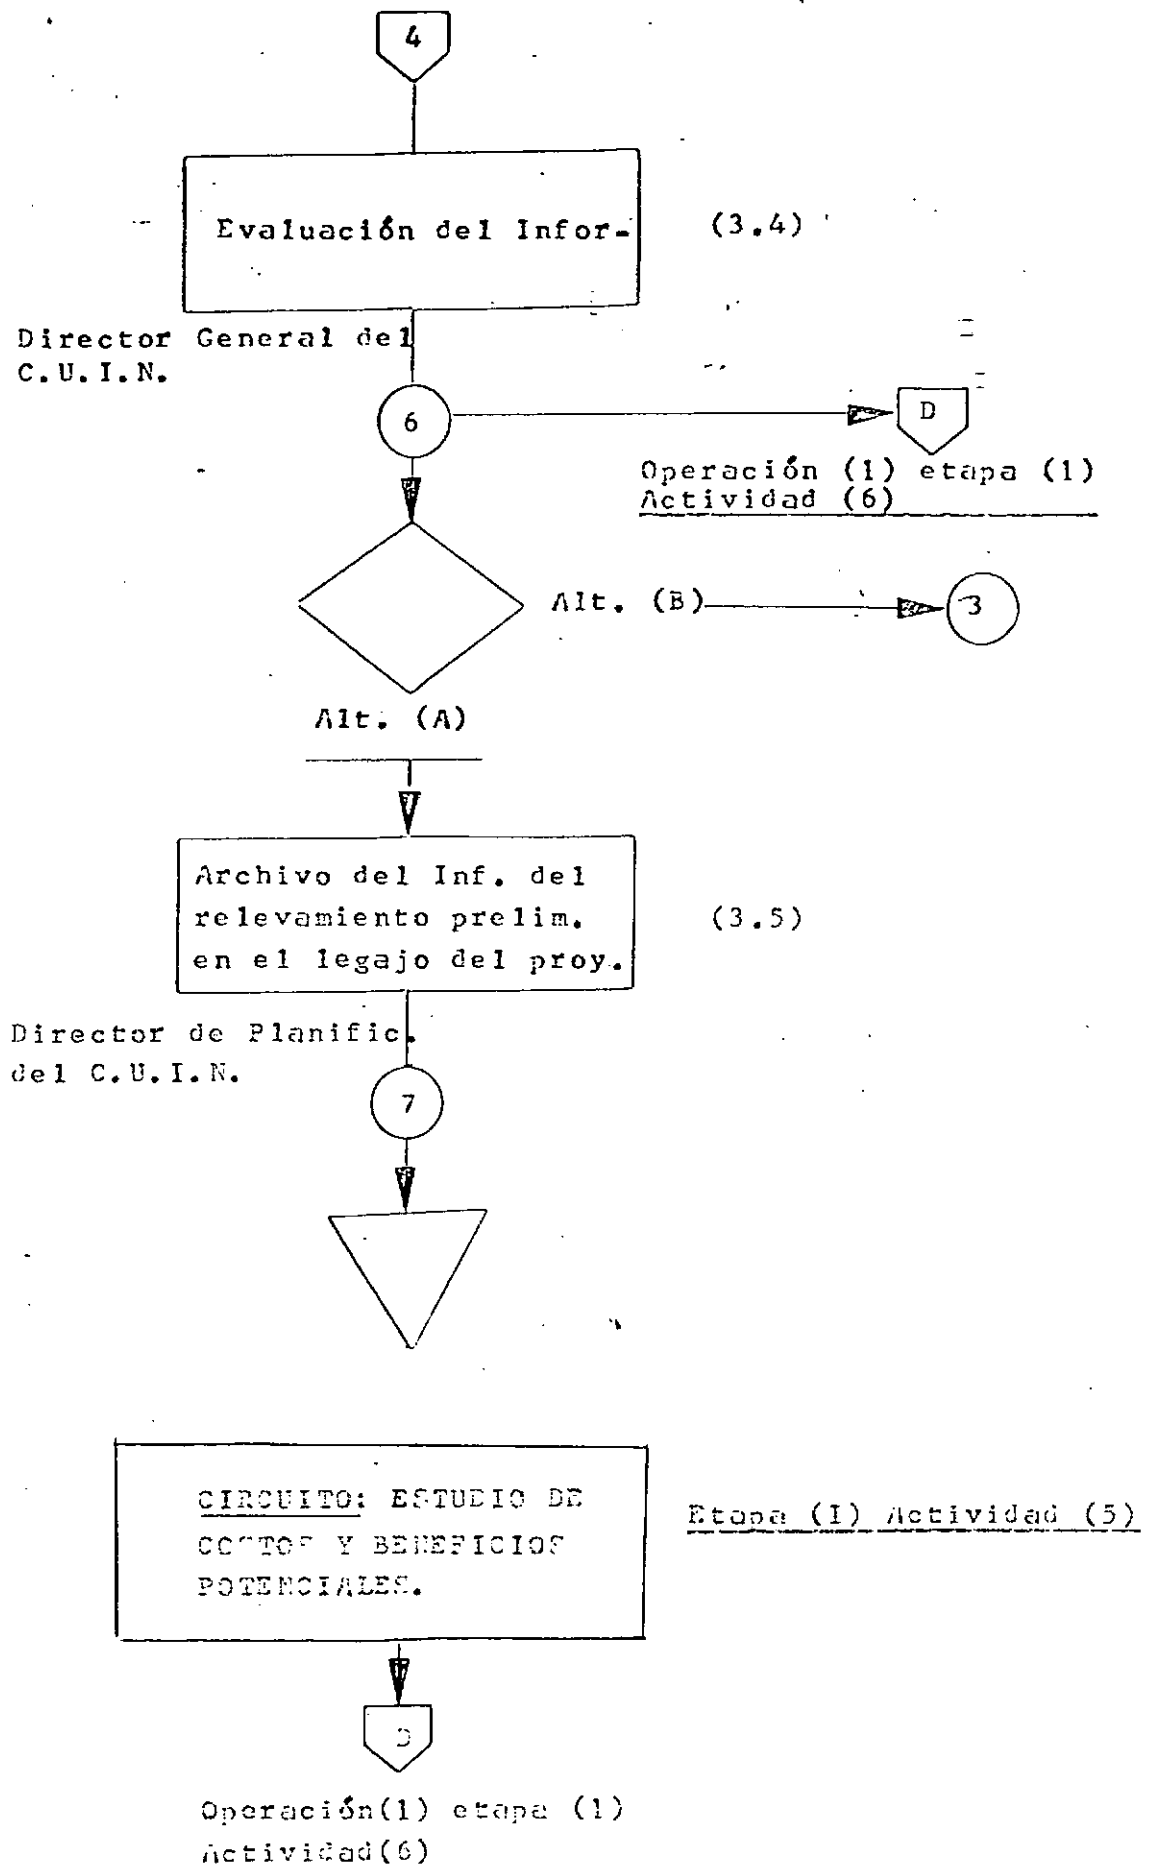 4
Evaluación del Infor-
(3.4)
Director General del
C.U.I.N.
6
D
Operación (1) etapa (1)
Actividad (6)
Alt. (B)
3
Alt. (A)
Archivo del Inf. del
relevamiento prelim.
en el legajo del proy.
(3.5)
Director de Planific.
del C.U.I.N.
7
CIRCUITO: ESTUDIO DE
COSTOS Y BENEFICIOS
POTENCIALES.
Etapa (I) Actividad (5)
D
Operación(1) etapa (1)
Actividad(6)